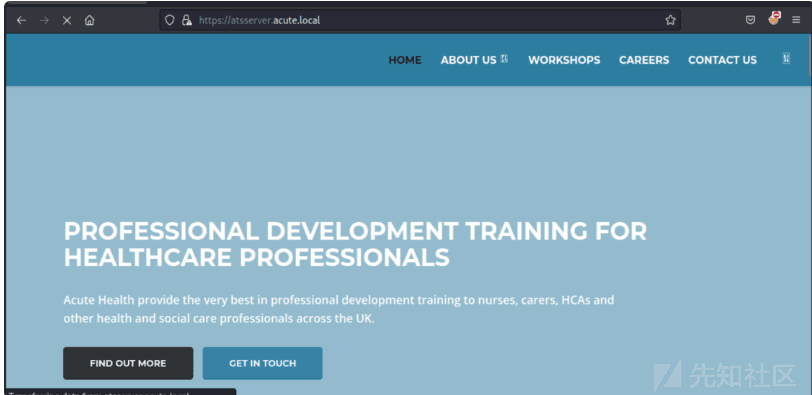 https://atsserver.acute.local
HOME ABOUT US WORKSHOPS CAREERS CONTACT US
PROFESSIONAL DEVELOPMENT TRAINING FOR
HEALTHCARE PROFESSIONALS
Acute Health provide the very best in professional development training to nurses, carers, HCAs and
other health and social care professionals across the UK.
FIND OUT MORE GET IN TOUCH
先知社区